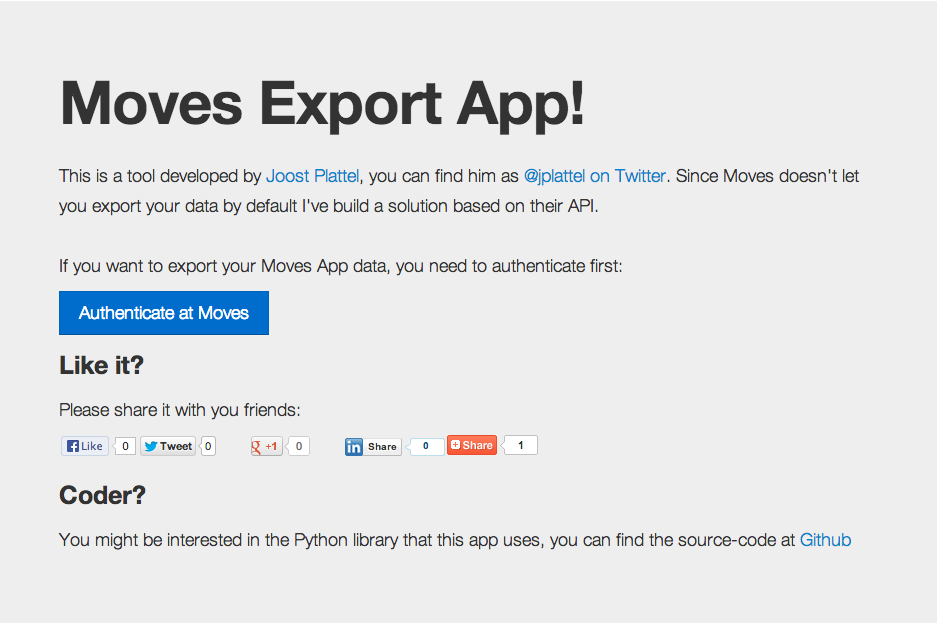 Moves Export App!
This is a tool developed by Joost Plattel, you can find him as @jplattel on Twitter. Since Moves doesn't let
you export your data by default I've build a solution based on their API.
If you want to export your Moves App data, you need to authenticate first:
Authenticate at Moves
Like it?
Please share it with you friends:
Like 0 Tweet 0 g +1 0 in Share 0 Share 1
Coder?
You might be interested in the Python library that this app uses, you can find the source-code at Github